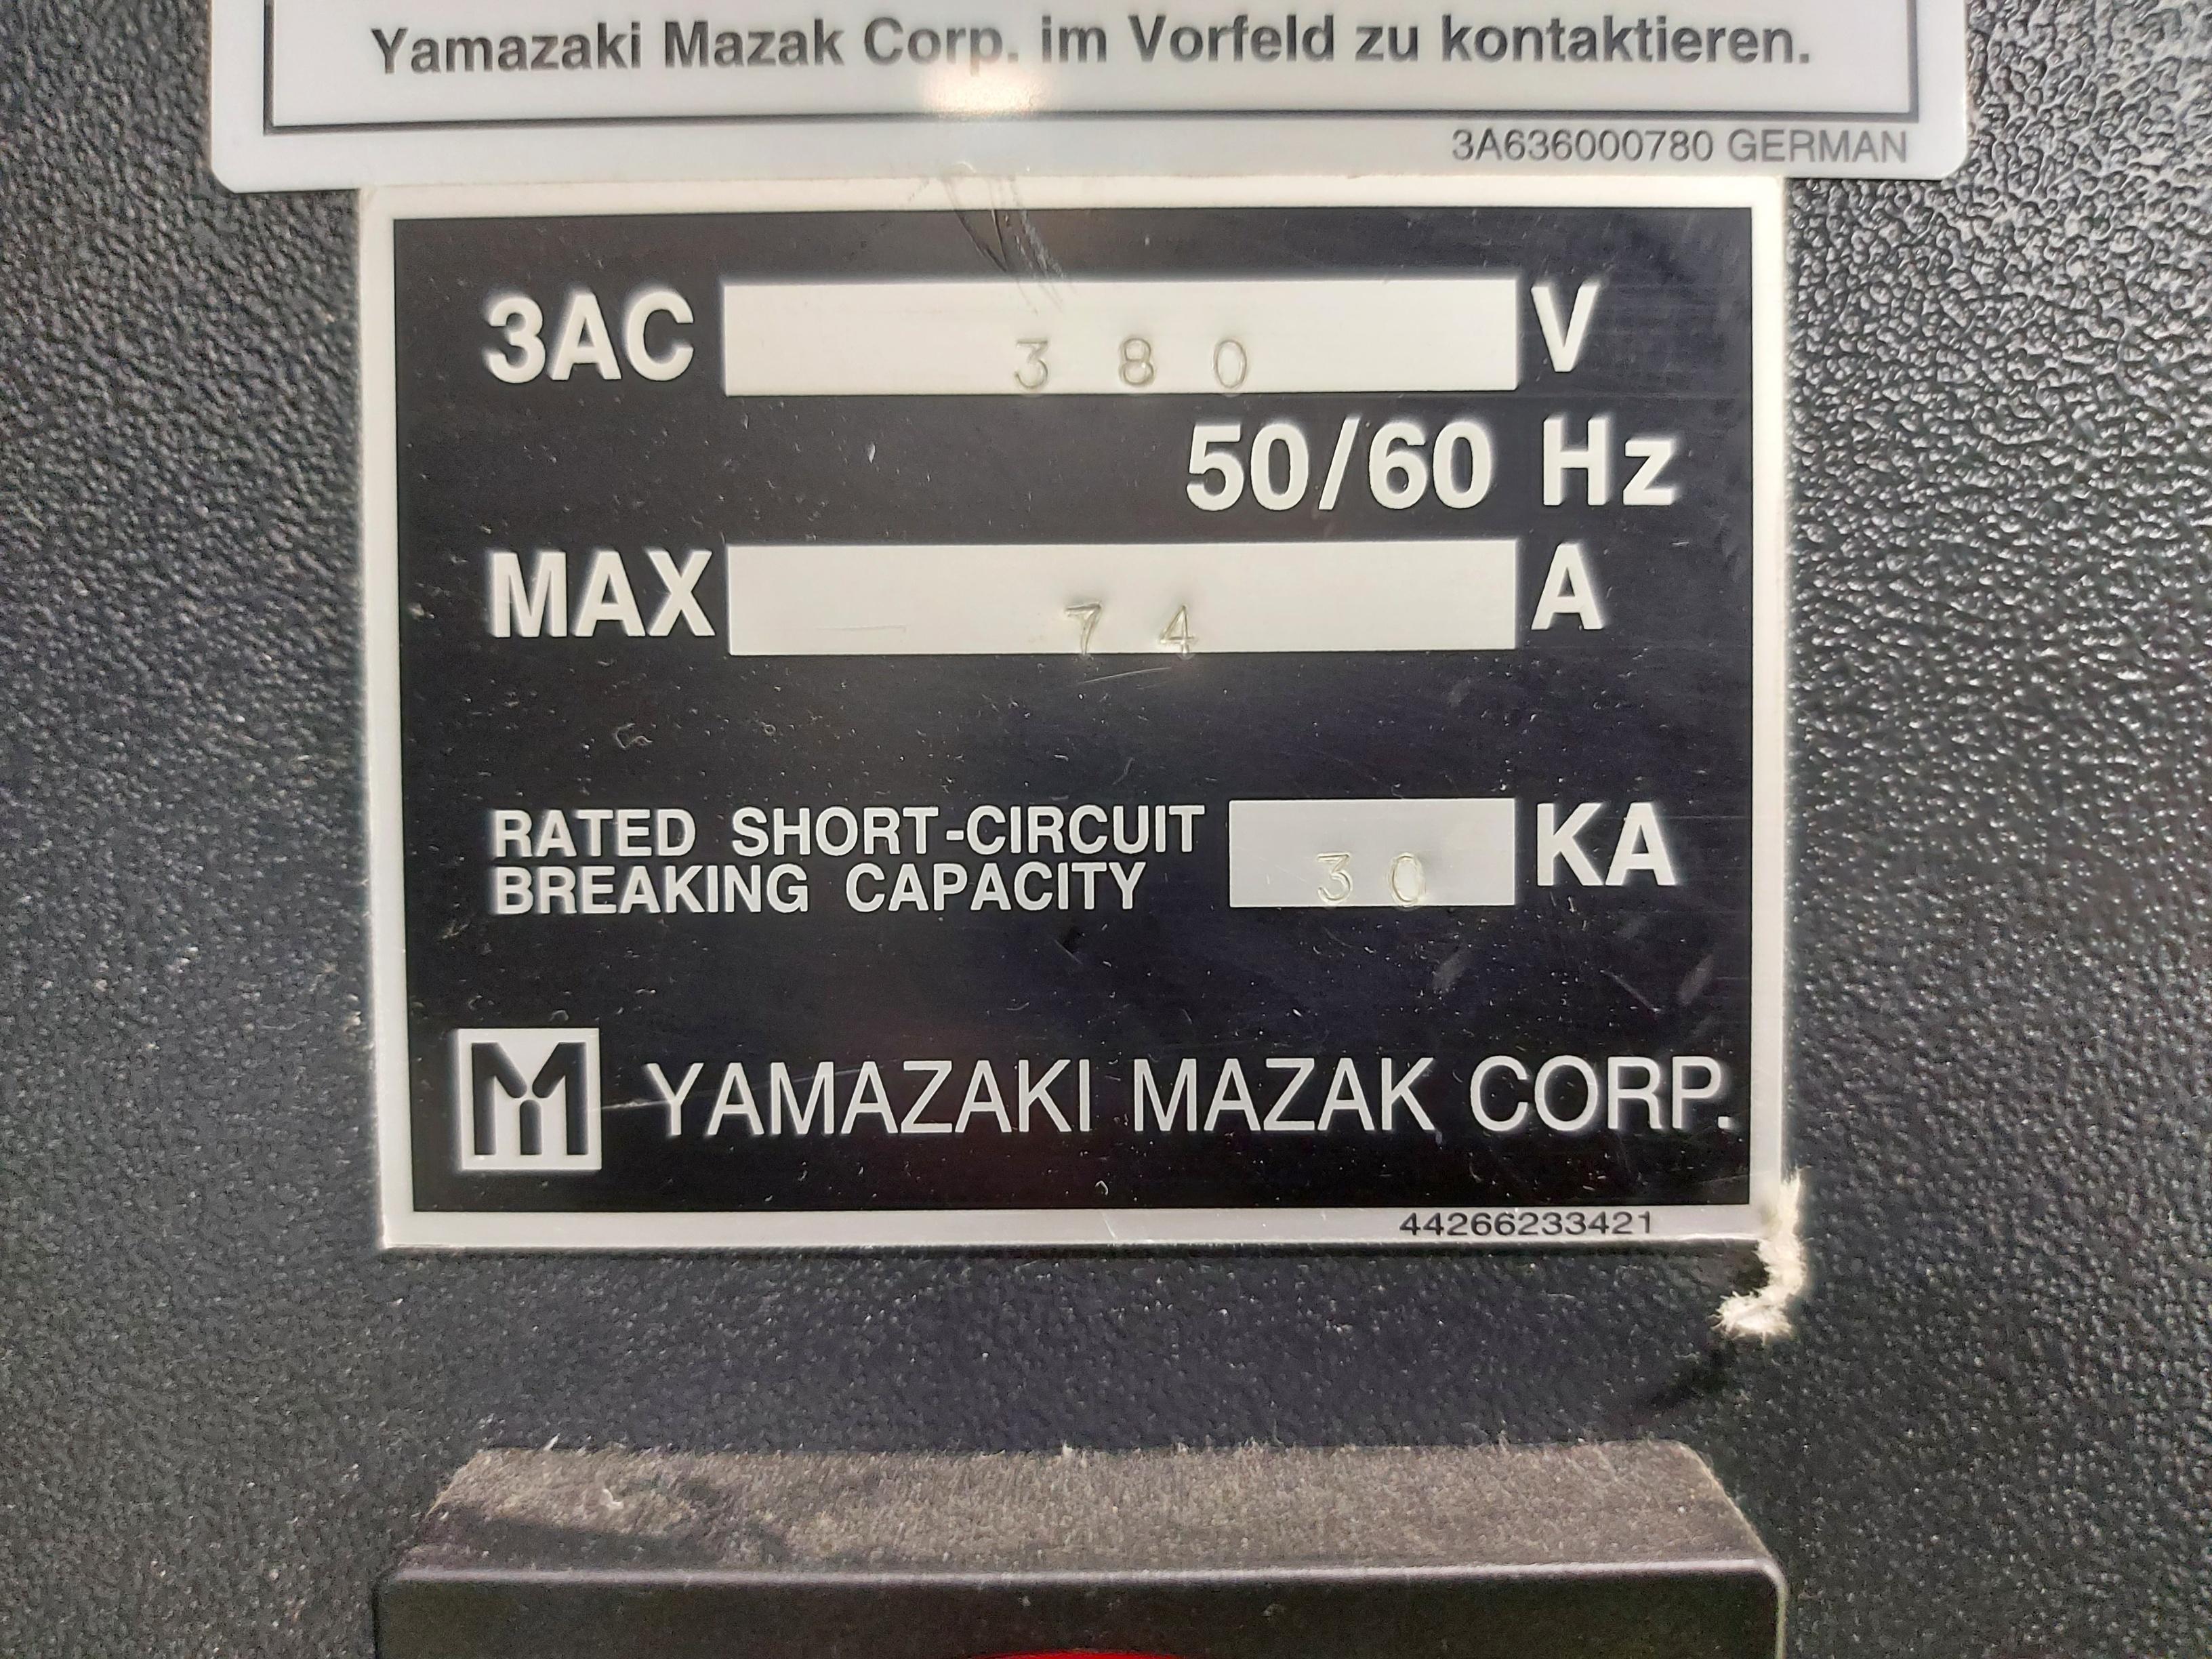 Yamazaki Mazak Corp. im Vorfeld zu kontaktieren.
3A636000780 GERMAN
3AC 380 V
50/60 Hz
MAX 74 A
RATED SHORT-CIRCUIT
BREAKING CAPACITY 30 KA
M YAMAZAKI MAZAK CORP.
44266233421